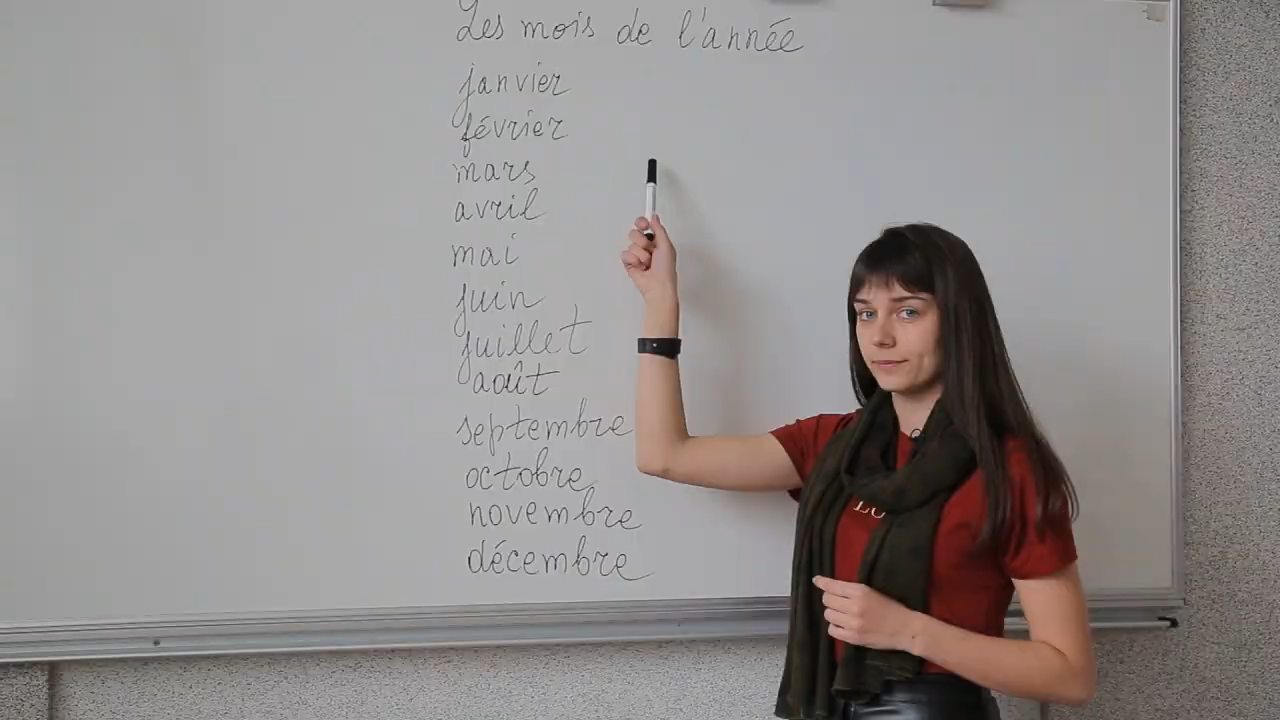 Les mois de l'année
janvier
février
mars
avril
mai
juin
juillet
août
septembre
octobre
novembre
décembre